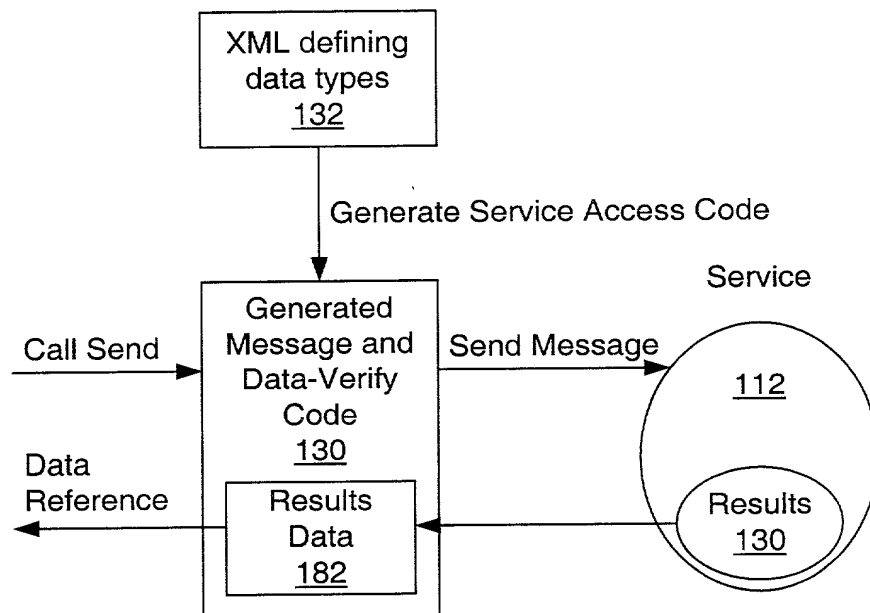 XML defining
data types
132
Generate Service Access Code
Service
Generated
Message and
Data-Verify
Code
130
Call Send
Send Message
112
Data
Reference
Results
Data
182
Results
130